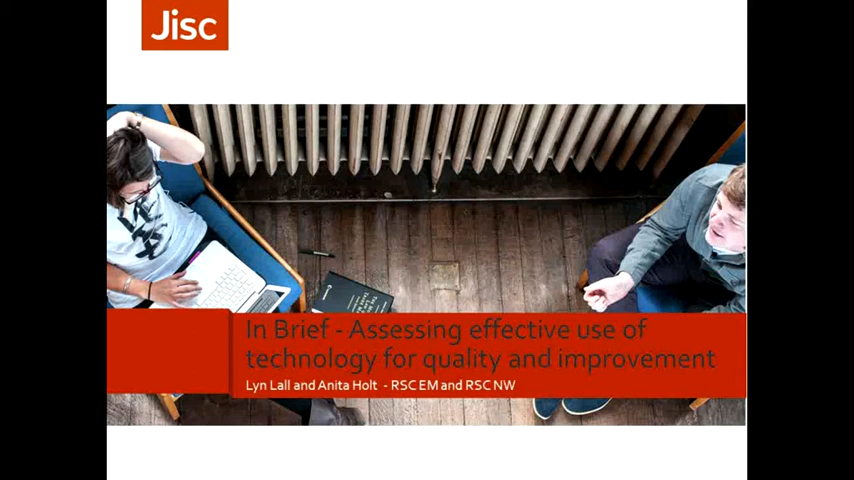 Jisc
In Brief - Assessing effective use of
technology for quality and improvement
Lyn Lall and Anita Holt - RSC EM and RSC NW